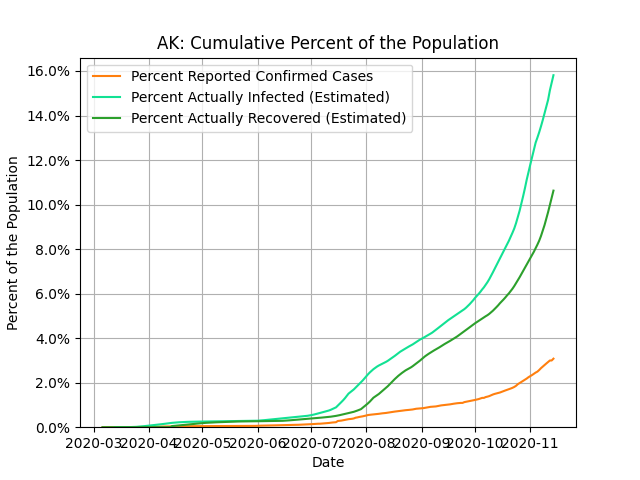 AK: Cumulative Percent of the Population
Percent Reported Confirmed Cases
Percent Actually Infected (Estimated)
Percent Actually Recovered (Estimated)
16.0%
14.0%
12.0%
10.0%
8.0%
6.0%
4.0%
2.0%
0.0%
Percent of the Population
2020-03 2020-04 2020-05 2020-06 2020-07 2020-08 2020-09 2020-10 2020-11
Date